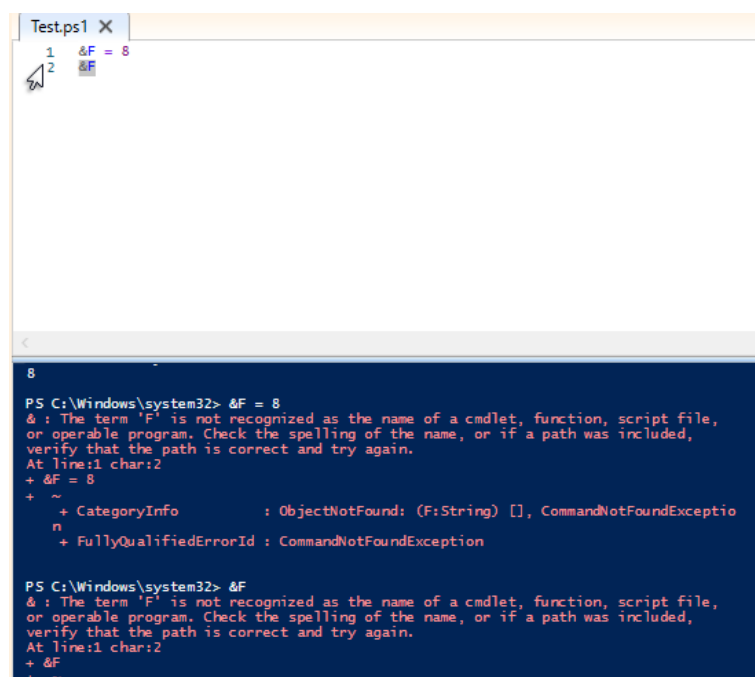 Test.ps1 X
1 &F = 8
2 &F
8
PS C:\Windows\system32> &F = 8
& : The term 'F' is not recognized as the name of a cmdlet, function, script file,
or operable program. Check the spelling of the name, or if a path was included,
verify that the path is correct and try again.
At line:1 char:2
+ &F = 8
+  ~
    + CategoryInfo          : ObjectNotFound: (F:String) [], CommandNotFoundExceptio
   n
    + FullyQualifiedErrorId : CommandNotFoundException
PS C:\Windows\system32> &F
& : The term 'F' is not recognized as the name of a cmdlet, function, script file,
or operable program. Check the spelling of the name, or if a path was included,
verify that the path is correct and try again.
At line:1 char:2
+ &F